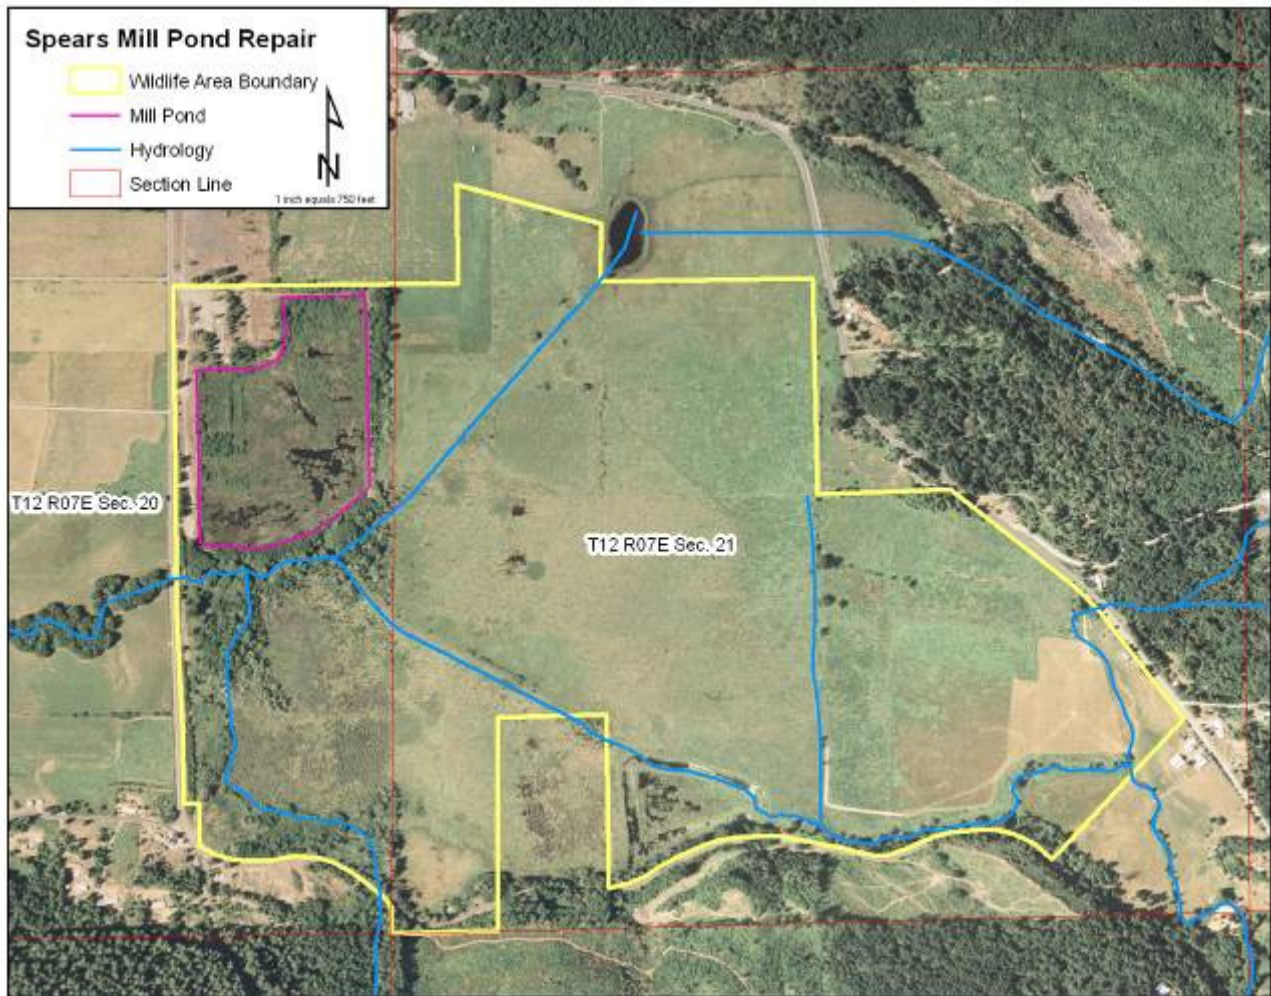 Spears Mill Pond Repair
Wildlife Area Boundary
Mill Pond
Hydrology
Section Line
N
1 inch equals 750 feet
T12 R07E Sec. 20
T12 R07E Sec. 21